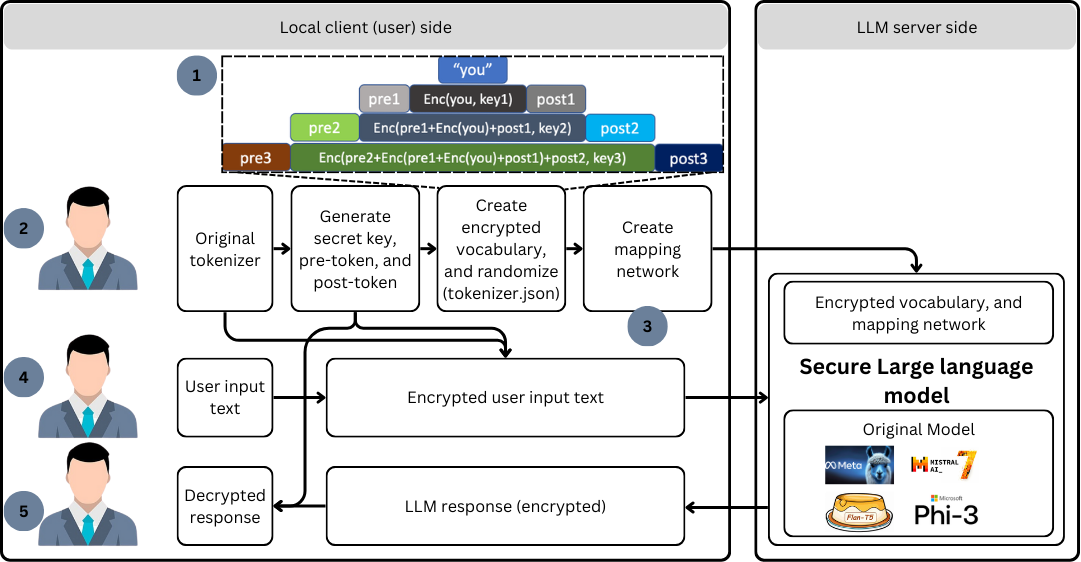 Local client (user) side
LLM server side
1
“you”
pre1 Enc(you, key1) post1
pre2 Enc(pre1+Enc(you)+post1, key2) post2
pre3 Enc(pre2+Enc(pre1+Enc(you)+post1)+post2, key3) post3
2
Original
tokenizer
Generate
secret key,
pre-token, and
post-token
Create
encrypted
vocabulary,
and randomize
(tokenizer.json)
Create
mapping
network
3
Encrypted vocabulary, and
mapping network
Secure Large language
model
Original Model
Meta
MISTRAL
AI_
7
Flan-T5
Microsoft
Phi-3
4
User input
text
Encrypted user input text
5
Decrypted
response
LLM response (encrypted)